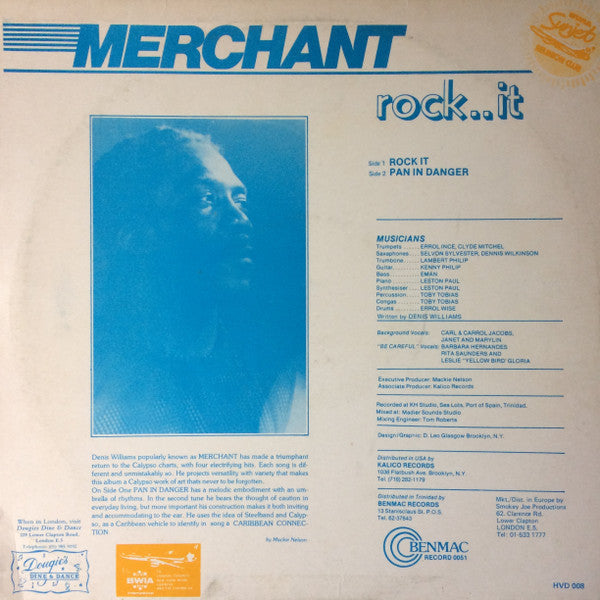 MERCHANT
rock..it
Side 1 ROCK IT
Side 2 PAN IN DANGER
MUSICIANS
Trumpets ..... ERROL INCE, CLYDE MITCHEL
Saxaphones .... SELVON SYLVESTER, DENNIS WILKINSON
Trombone ...... LAMBERT PHILIP
Guitar ........ KENNY PHILIP
Bass .......... EMAN
Piano ......... LESTON PAUL
Synthesiser .... LESTON PAUL
Percussion ..... TOBY TOBIAS
Congas ........ TOBY TOBIAS
Drums ......... ERROL WISE
Written by DENIS WILLIAMS
Background Vocals: CARL & CARROL JACOBS,
JANET AND MARYLIN
"BE CAREFUL" Vocals: BARBARA HERNANDES
RITA SAUNDERS AND
LESLIE "YELLOW BIRD" GLORIA
Executive Producer: Mackie Nelson
Associate Producer: Kalico Records
Recorded at KH Studio, Sea Lots, Port of Spain, Trinidad.
Mixed at: Madier Sounds Studio
Mixing Engineer: Tom Roberts
Design/Graphic: D. Leo Glasgow Brooklyn, N.Y.
Distributed in USA by
KALICO RECORDS
1036 Flatbush Ave. Brooklyn, N.Y.
Tel: (718) 282-1179
Distributed in Trinidad by
BENMAC RECORDS
13 Stanisclaus St. P.O.S.
Tel: 62-37643
Met./Dist. in Europe by
Smokey Joe Productions
62, Clarence Rd.
Lower Clapton
LONDON E.5.
Tel: 01-533 1777
BENMAC
RECORD 0051
HVD 008
Denis Williams popularly known as MERCHANT has made a triumphant
return to the Calypso charts, with four electrifying hits. Each song is dif-
ferent and unmistakably so. He projects versatility with variety that makes
this album a Calypso work of art thats never to be forgotten.
On Side One PAN IN DANGER has a melodic embodiment with an um-
brella of rhythms. In the second tune be hears the thought of caution in
everyday living, but more important his construction makes it both inviting
and accommodating to the ear. He uses the idea of Steelband and Calyp-
so, as a Caribbean vehicle to identify in song a CARIBBEAN CONNEC-
TION
by Mackie Nelson
When in London, visit
Dougies Dine & Dance
Lower Clapton Road,
London E.5
Dougie's
DINE & DANCE
BWIA